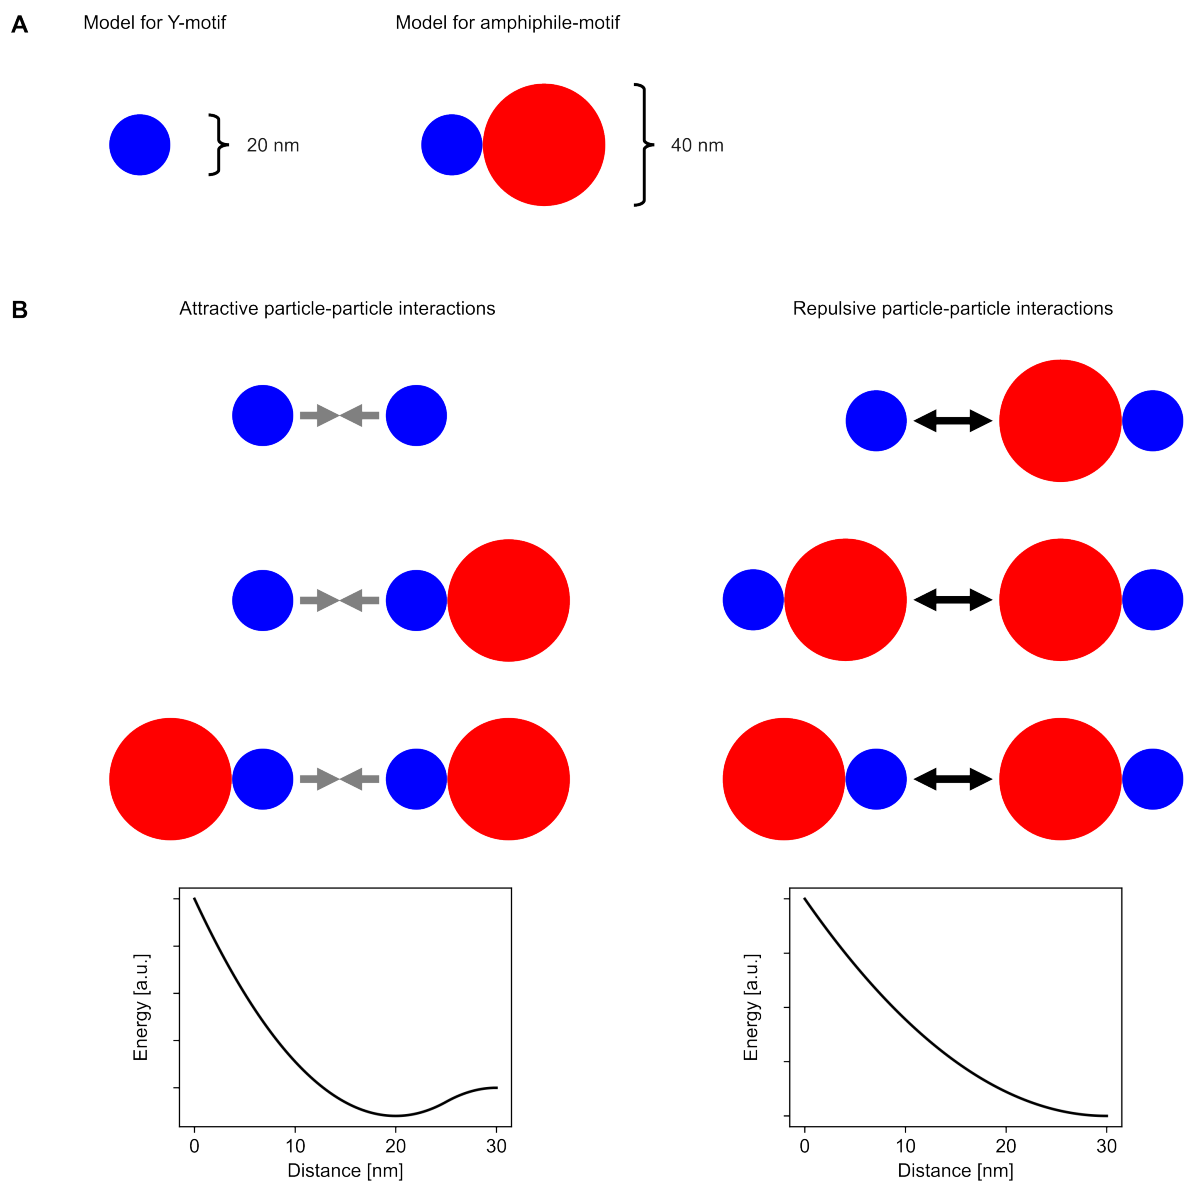 A
Model for Y-motif
Model for amphiphile-motif
20 nm
40 nm
B
Attractive particle-particle interactions
Repulsive particle-particle interactions
Energy [a.u.]
0 10 20 30
Distance [nm]
Energy [a.u.]
0 10 20 30
Distance [nm]